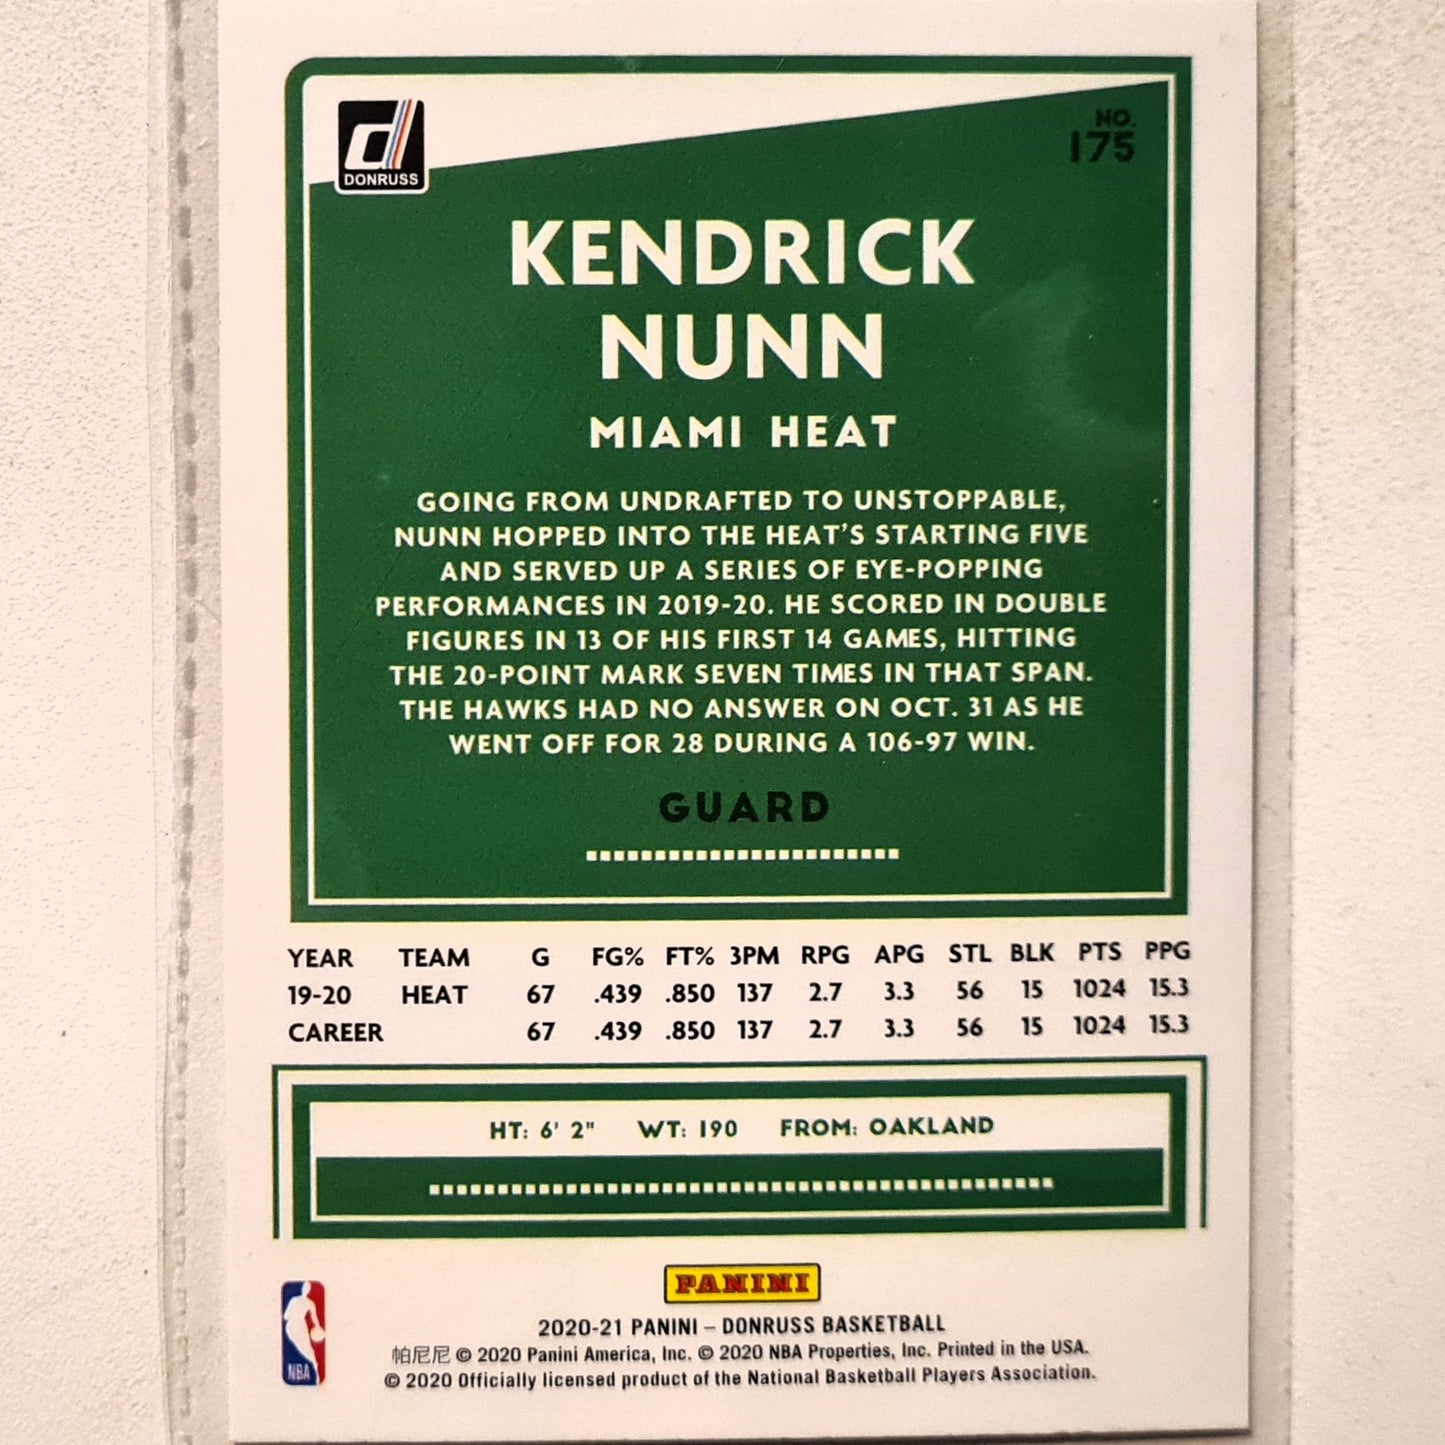 DONRUSS
NO.
175
KENDRICK
NUNN
MIAMI HEAT
GOING FROM UNDRAFTED TO UNSTOPPABLE,
NUNN HOPPED INTO THE HEAT'S STARTING FIVE
AND SERVED UP A SERIES OF EYE-POPPING
PERFORMANCES IN 2019-20. HE SCORED IN DOUBLE
FIGURES IN 13 OF HIS FIRST 14 GAMES, HITTING
THE 20-POINT MARK SEVEN TIMES IN THAT SPAN.
THE HAWKS HAD NO ANSWER ON OCT. 31 AS HE
WENT OFF FOR 28 DURING A 106-97 WIN.
GUARD
YEAR TEAM G FG% FT% 3PM RPG APG STL BLK PTS PPG
19-20 HEAT 67 .439 .850 137 2.7 3.3 56 15 1024 15.3
CAREER 67 .439 .850 137 2.7 3.3 56 15 1024 15.3
HT: 6' 2" WT: 190 FROM: OAKLAND
PANINI
2020-21 PANINI – DONRUSS BASKETBALL
帕尼尼 © 2020 Panini America, Inc. © 2020 NBA Properties, Inc. Printed in the USA.
© 2020 Officially licensed product of the National Basketball Players Association.
NBA